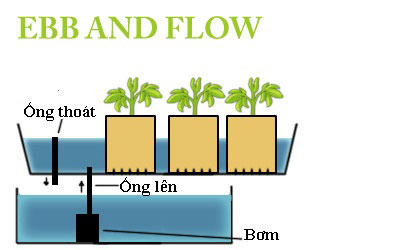 EBB AND FLOW
Ống thoát
Ống lên
Bơm